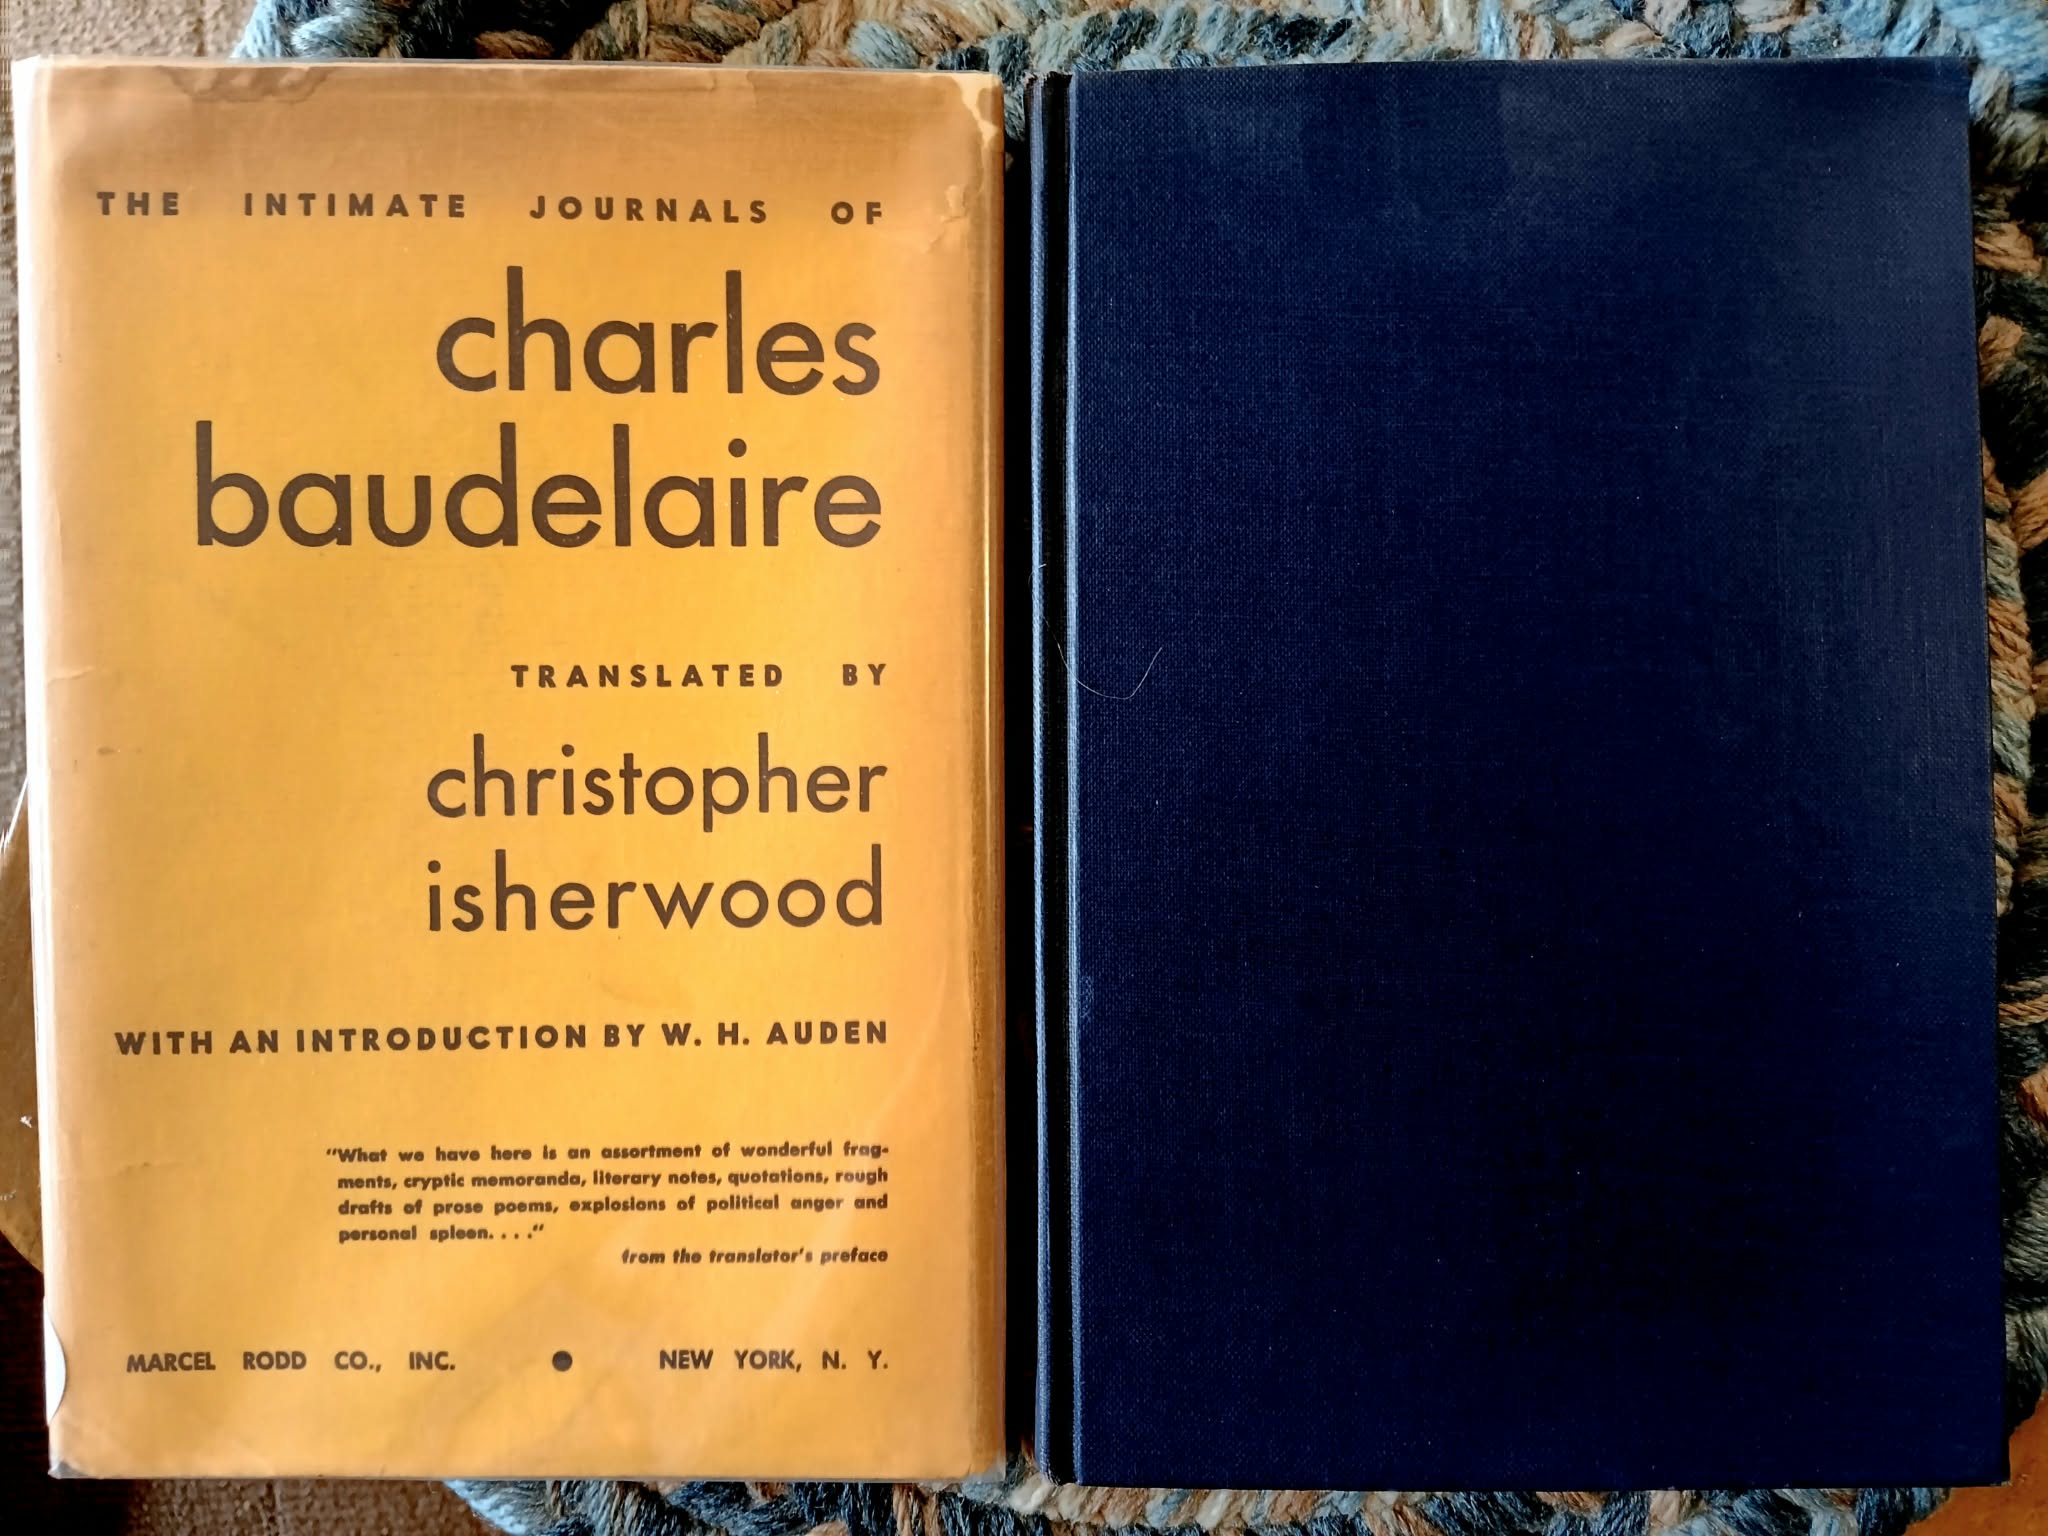 THE INTIMATE JOURNALS OF
charles
baudelaire
TRANSLATED BY
christopher
isherwood
WITH AN INTRODUCTION BY W. H. AUDEN
"What we have here is an assortment of wonderful frag-
ments, cryptic memoranda, literary notes, quotations, rough
drafts of prose poems, explosions of political anger and
personal spleen. . . ."
from the translator's preface
MARCEL RODD CO., INC. ● NEW YORK, N. Y.